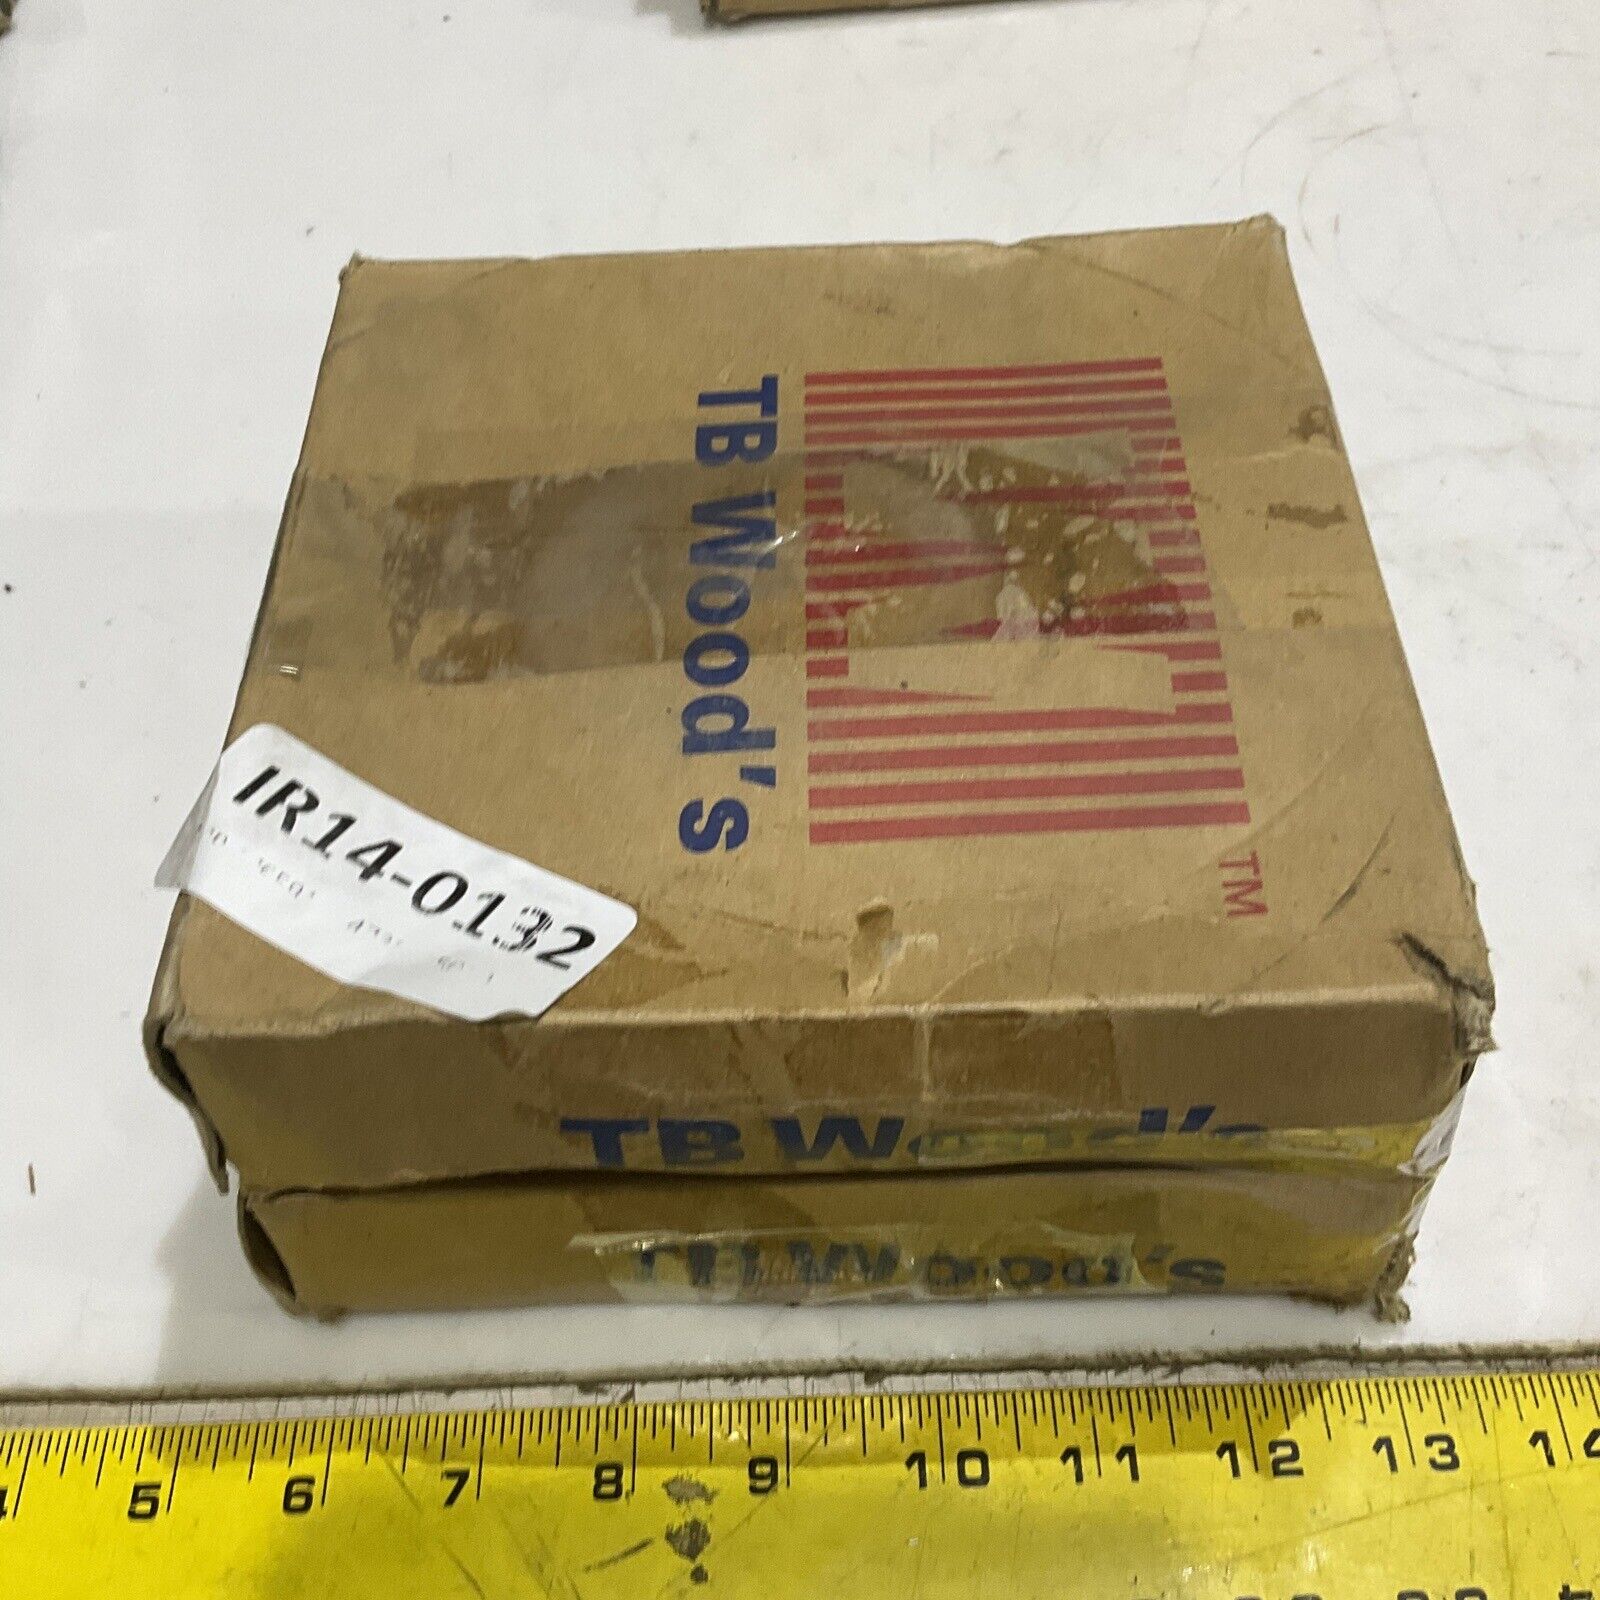 TB Wood's
TM
IR14-0132
TB Wood's
TB Wood's
4 5 6 7 8 9 10 11 12 13 14